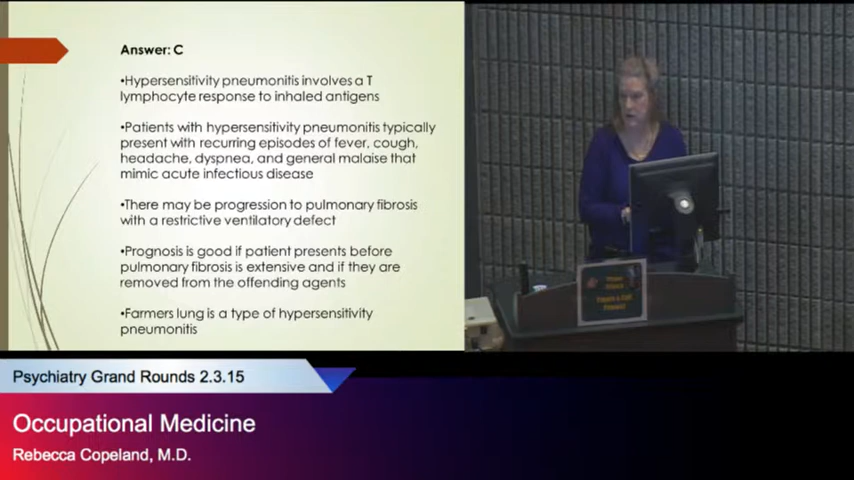 Answer: C
•Hypersensitivity pneumonitis involves a T
lymphocyte response to inhaled antigens
•Patients with hypersensitivity pneumonitis typically
present with recurring episodes of fever, cough,
headache, dyspnea, and general malaise that
mimic acute infectious disease
•There may be progression to pulmonary fibrosis
with a restrictive ventilatory defect
•Prognosis is good if patient presents before
pulmonary fibrosis is extensive and if they are
removed from the offending agents
•Farmers lung is a type of hypersensitivity
pneumonitis
Psychiatry Grand Rounds 2.3.15
Occupational Medicine
Rebecca Copeland, M.D.